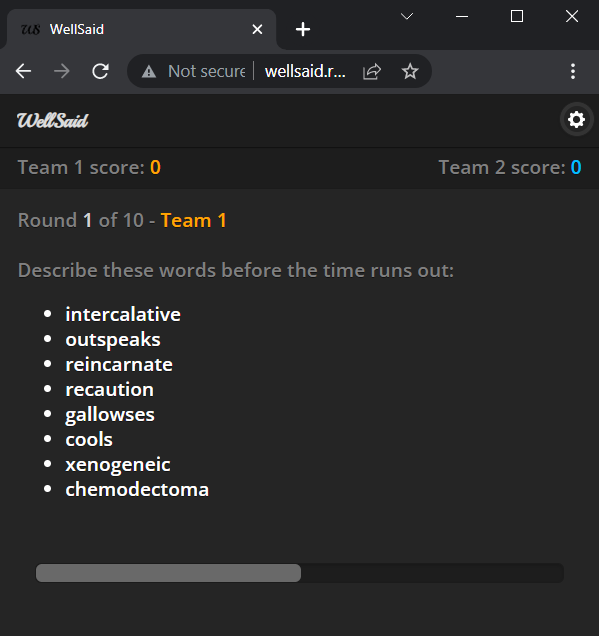 WS WellSaid
Not secure wellsaid.r...
WellSaid
Team 1 score: 0 Team 2 score: 0
Round 1 of 10 - Team 1
Describe these words before the time runs out:
• intercalative
• outspeaks
• reincarnate
• recaution
• gallowses
• cools
• xenogeneic
• chemodectoma